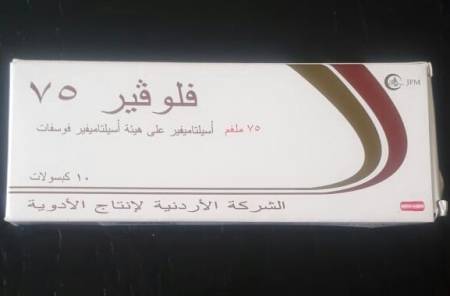 JPM
فلوڤير ٧٥
٧٥ ملغم أسيلتاميفير على هيئة أسيلتاميفير فوسفات
١٠ كبسولات
الشركة الأردنية لإنتاج الأدوية